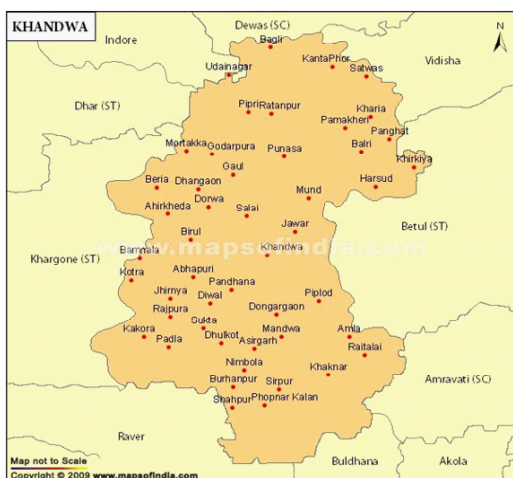 KHANDWA
Dewas (SC)
N
Indore
Bagli
KantaPhor
Vidisha
Udainagar
Satwas
Dhar (ST)
Pipri
Ratanpur
Kharia
Pamakheri
Panghat
Mortakka
Godarpura
Punasa
Balri
Khirkiya
Gaul
Beria
Dhangaon
Harsud
Mund
Ahirkheda
Dorwa
Salai
Jawar
Betul (ST)
Birul
www.mapsofindia.com
Khandwa
Khargone (ST)
Bamnala
Kotra
Abhapuri
Pandhana
Jhirnya
Diwal
Piplod
Rajpura
Dongargaon
Sukta
Kakora
Padla
Dhulkot
Asirgarh
Mandwa
Amla
Raitalai
Nimbola
Khaknar
Amravati (SC)
Burhanpur
Sirpur
Shahpur
Phopnar Kalan
Raver
Buldhana
Akola
Map not to Scale
Copyright © 2009 www.mapsofindia.com